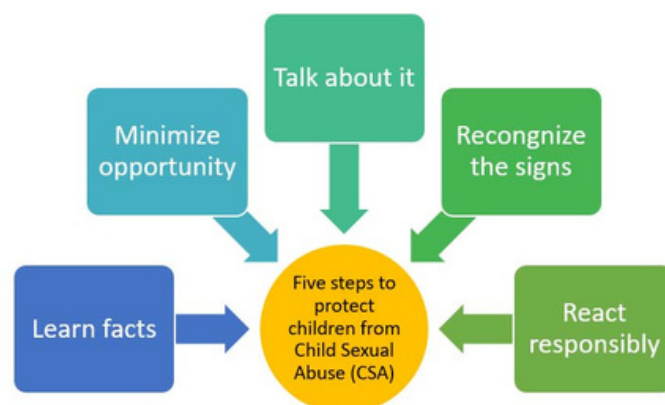 Talk about it
Minimize
opportunity
Recongnize
the signs
Learn facts
Five steps to
protect
children from
Child Sexual
Abuse (CSA)
React
responsibly